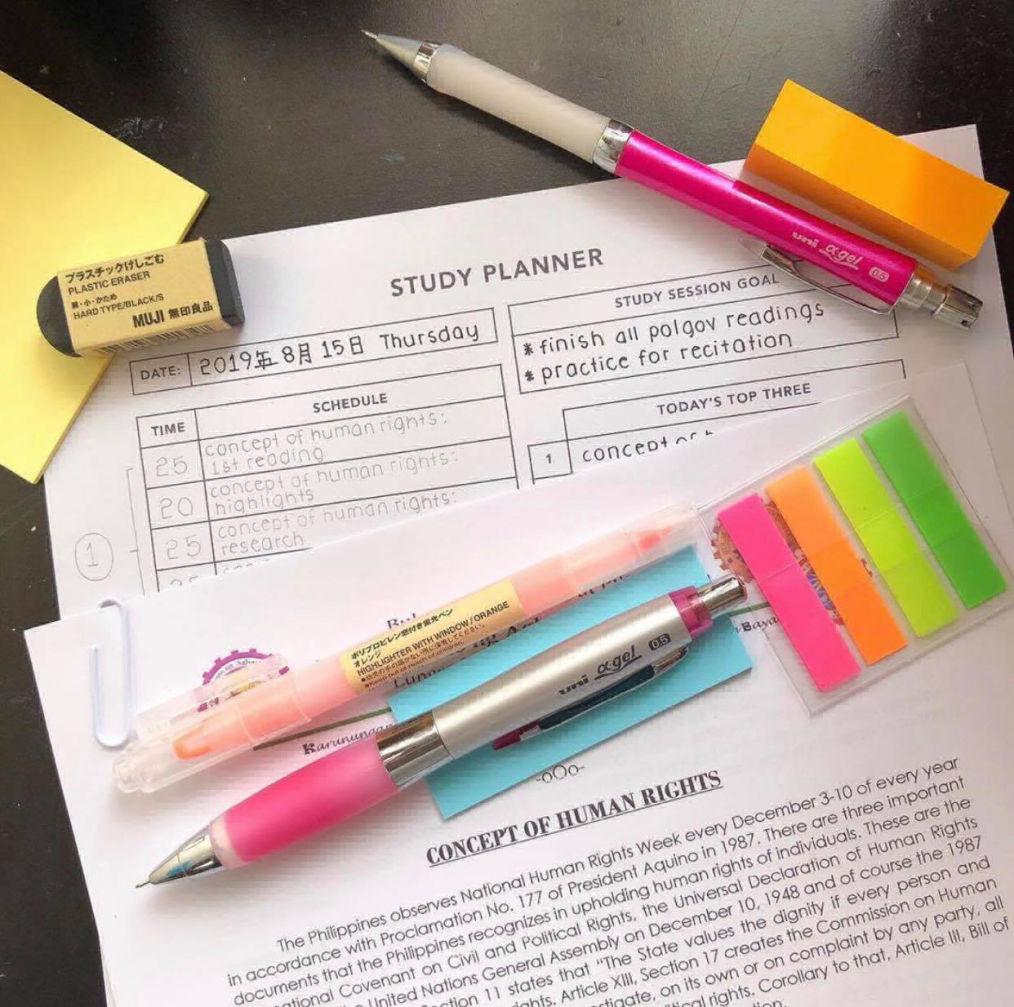 STUDY PLANNER
DATE: 2019年 8月 15日 Thursday
STUDY SESSION GOAL
* finish all polgov readings
* practice for recitation
SCHEDULE
TIME
25 concept of human rights:
1st reading
20 concept of human rights:
highlights
25 concept of human rights:
research
1
TODAY'S TOP THREE
1. concept of
プラスチックけしごむ
PLASTIC ERASER
黒・小・かため
HARD TYPE/BLACK/S
MUJI 無印良品
uni α·gel 0.5
ポリプロピレン窓付き蛍光ペン
オレンジ
HIGHLIGHTER WITH WINDOW/ORANGE
uni α·gel 0.5
Karunungan
-oOo-
CONCEPT OF HUMAN RIGHTS
The Philippines observes National Human Rights Week every December 3-10 of every year
in accordance with Proclamation No. 177 of President Aquino in 1987. There are three important
documents that the Philippines recognizes in upholding human rights of individuals. These are the
national Covenant on Civil and Political Rights, the Universal Declaration of Human Rights
United Nations General Assembly on December 10, 1948 and of course the 1987
ction 11 states that "The State values the dignity if every person and
ghts. Article XIII, Section 17 creates the Commission on Human
stigate, on its own or on complaint by any party, all
tical rights. Corollary to that, Article III, Bill of